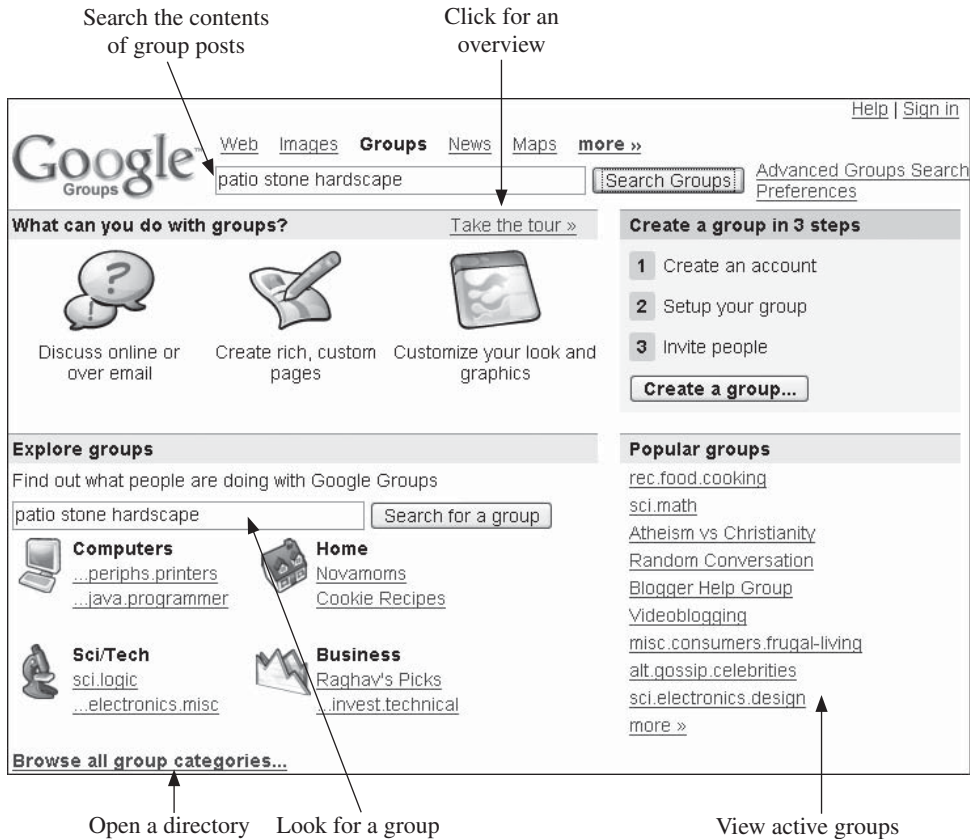 Search the contents
of group posts
Click for an
overview
Help | Sign in
Google™
Groups
Web Images Groups News Maps more »
patio stone hardscape
Search Groups
Advanced Groups Search
Preferences
What can you do with groups?
Take the tour »
?
!
Discuss online or
over email
Create rich, custom
pages
Customize your look and
graphics
Create a group in 3 steps
1 Create an account
2 Setup your group
3 Invite people
Create a group...
Explore groups
Find out what people are doing with Google Groups
patio stone hardscape
Search for a group
Computers
...periphs.printers
...java.programmer
Home
Novamoms
Cookie Recipes
Sci/Tech
sci.logic
...electronics.misc
Business
Raghav's Picks
...invest.technical
Browse all group categories...
Popular groups
rec.food.cooking
sci.math
Atheism vs Christianity
Random Conversation
Blogger Help Group
Videoblogging
misc.consumers.frugal-living
alt.gossip.celebrities
sci.electronics.design
more »
Open a directory
Look for a group
View active groups